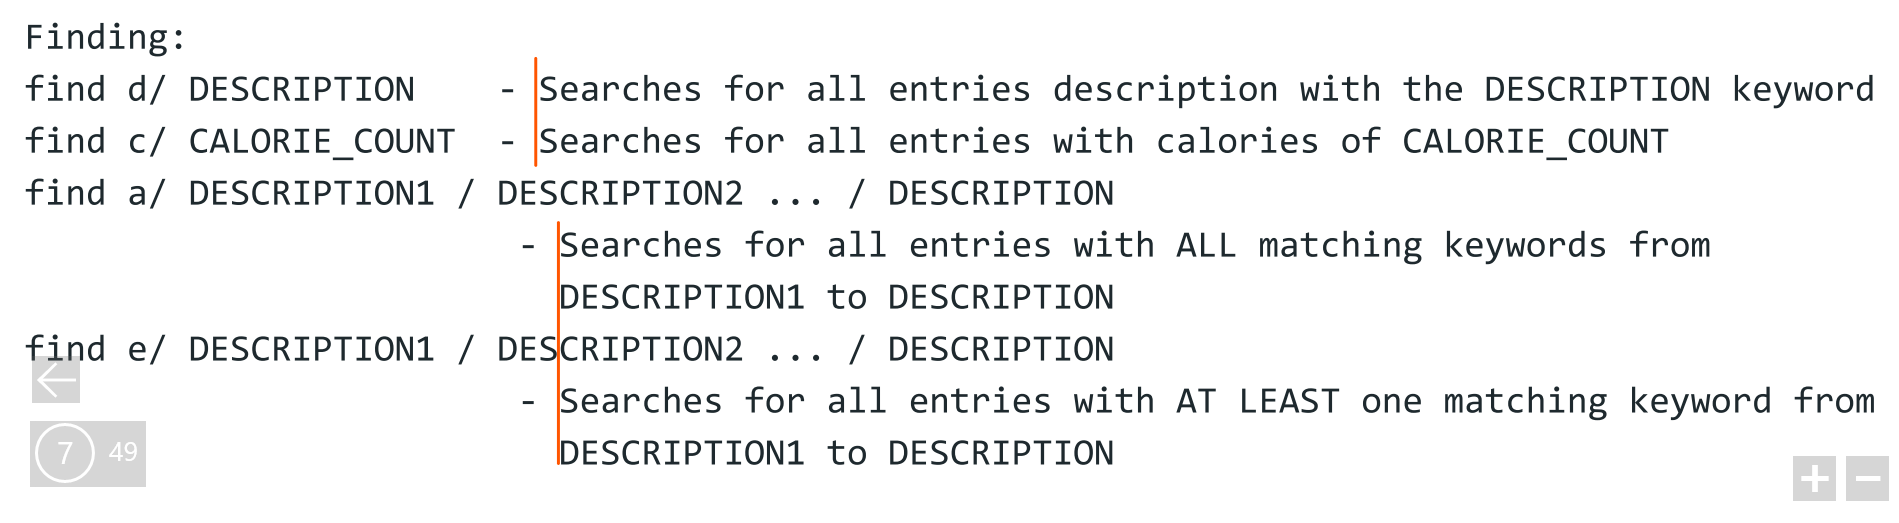 Finding:
find d/ DESCRIPTION    - Searches for all entries description with the DESCRIPTION keyword
find c/ CALORIE_COUNT  - Searches for all entries with calories of CALORIE_COUNT
find a/ DESCRIPTION1 / DESCRIPTION2 ... / DESCRIPTION
                        - Searches for all entries with ALL matching keywords from
                          DESCRIPTION1 to DESCRIPTION
find e/ DESCRIPTION1 / DESCRIPTION2 ... / DESCRIPTION
                        - Searches for all entries with AT LEAST one matching keyword from
                          DESCRIPTION1 to DESCRIPTION
7 49